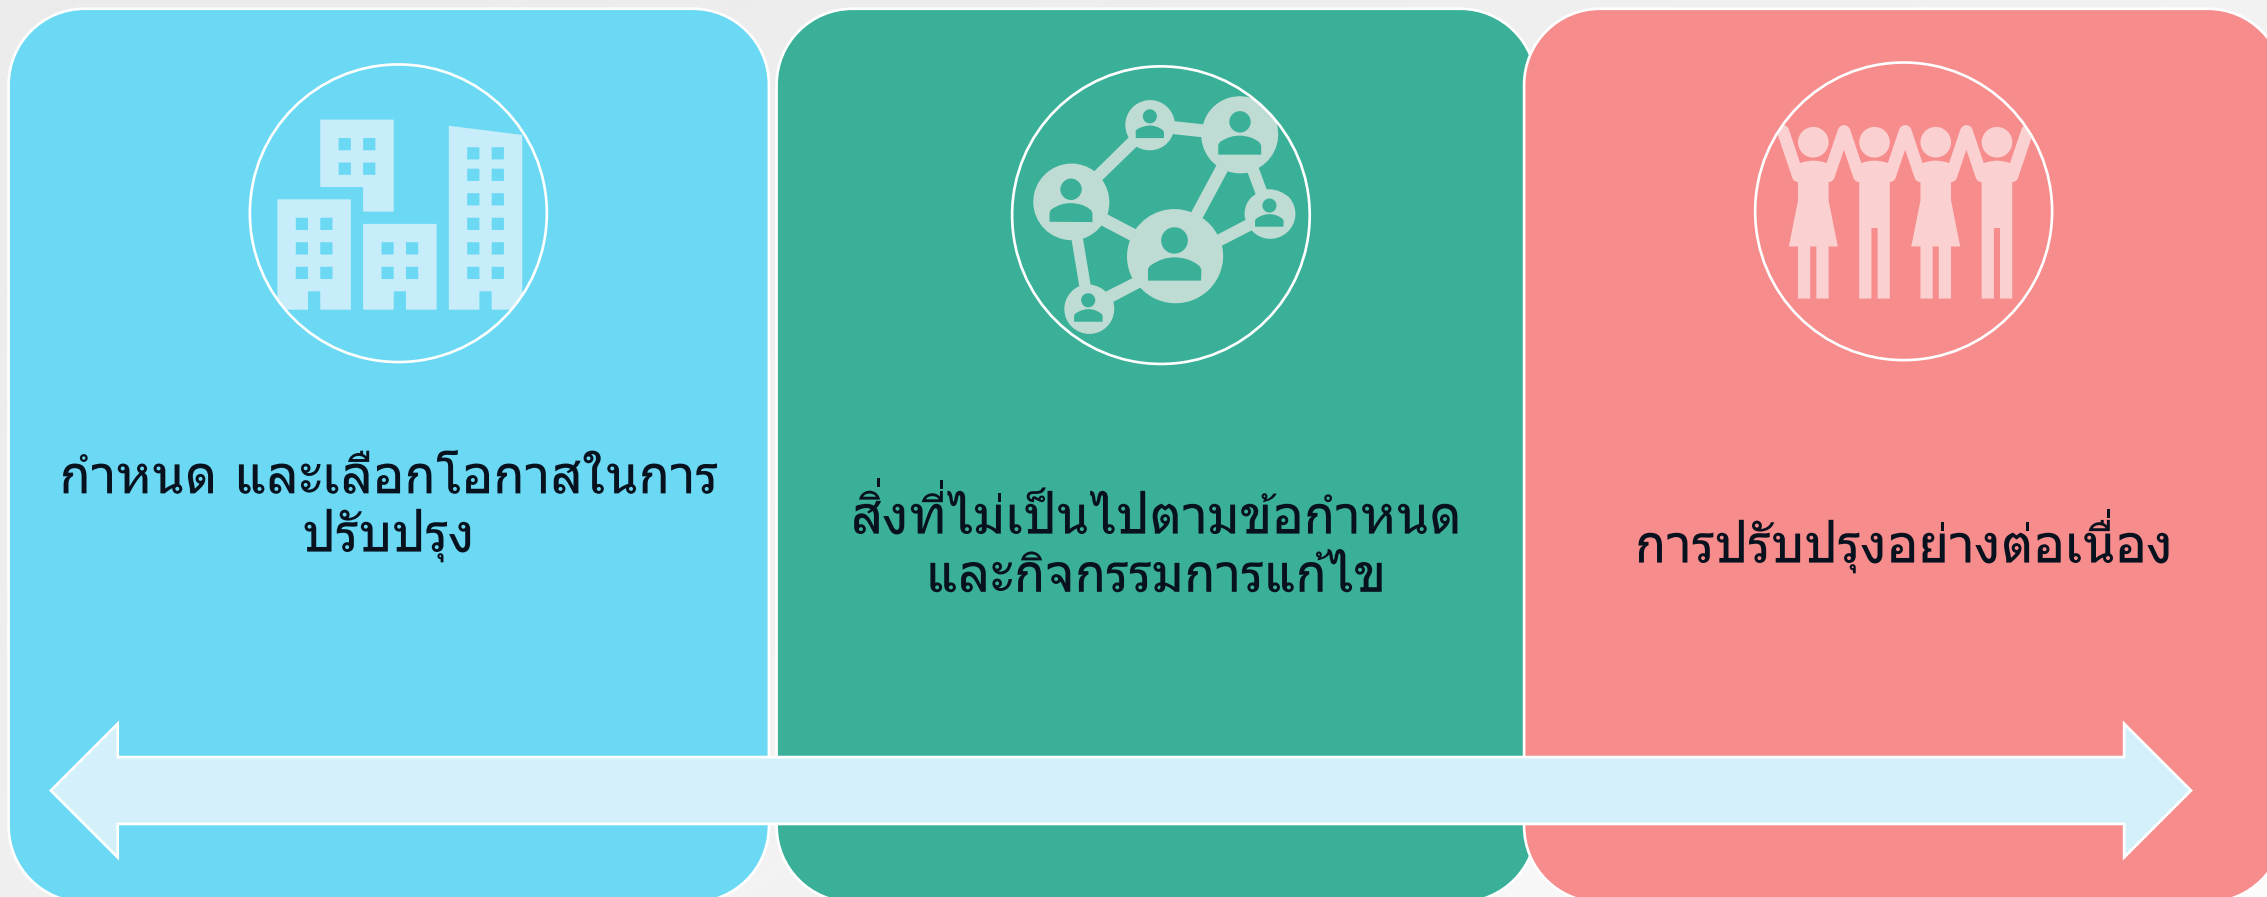 กำหนด และเลือกโอกาสในการ
ปรับปรุง
สิ่งที่ไม่เป็นไปตามข้อกำหนด
และกิจกรรมการแก้ไข
การปรับปรุงอย่างต่อเนื่อง